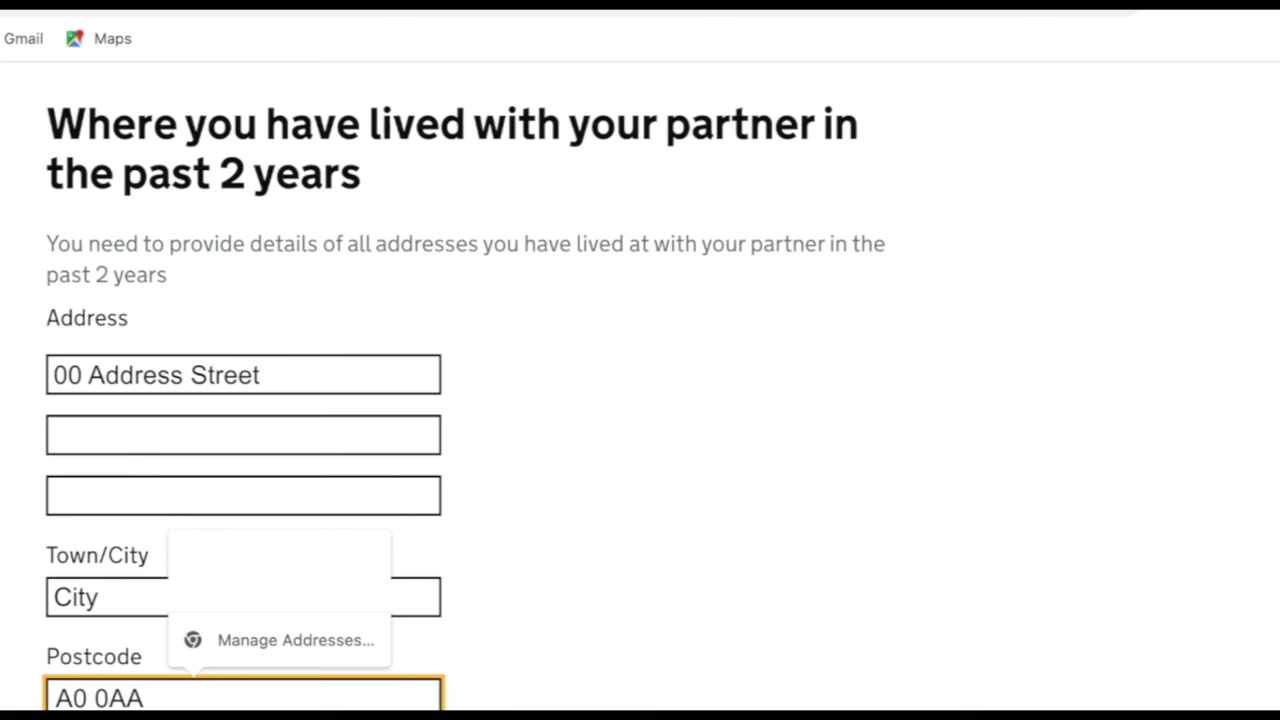 Gmail Maps
Where you have lived with your partner in
the past 2 years
You need to provide details of all addresses you have lived at with your partner in the
past 2 years
Address
00 Address Street
Town/City
City
Manage Addresses...
Postcode
A0 0AA